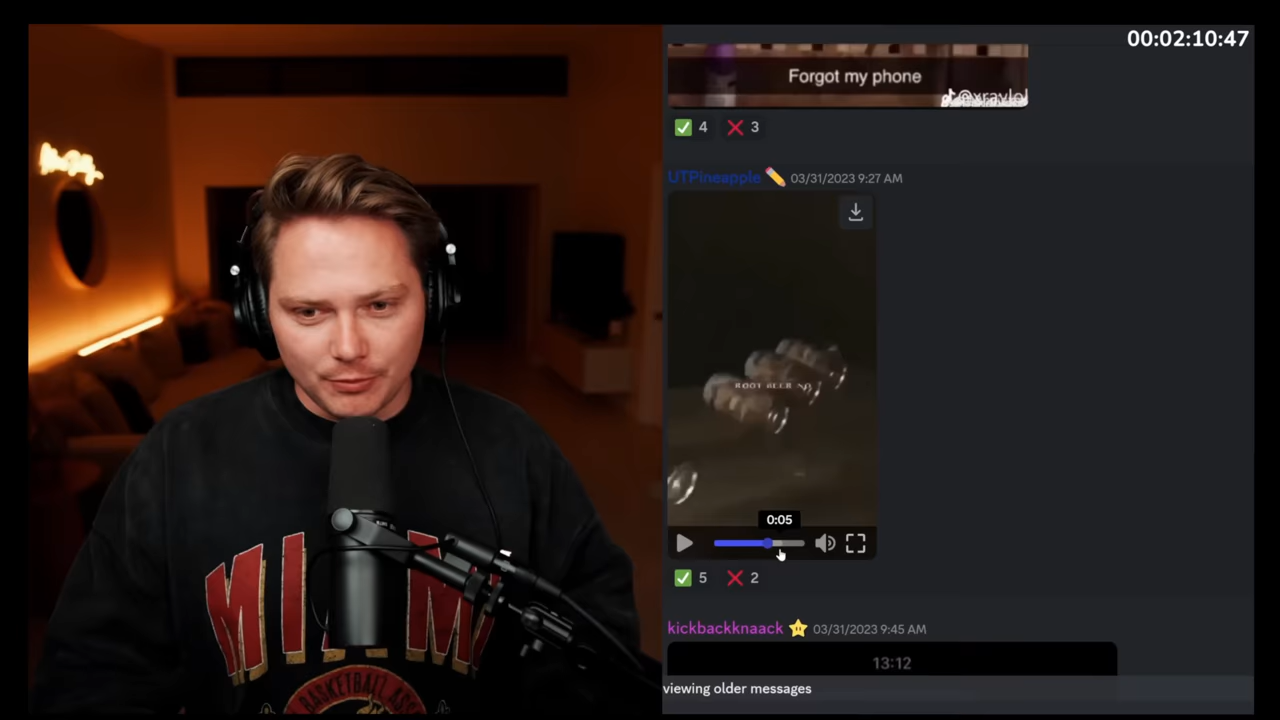 00:02:10:47
Forgot my phone
@xraylol
4
3
UTPineapple
03/31/2023 9:27 AM
ROOT BEER
0:05
5
2
kickbackknaack
03/31/2023 9:45 AM
13:12
viewing older messages
MIAMI
BASKETBALL